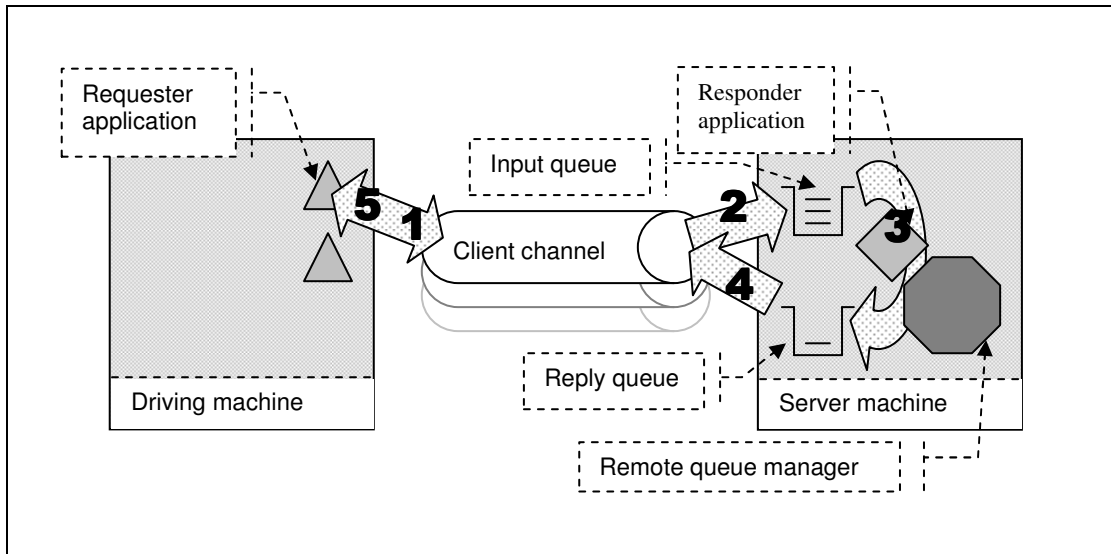 Requester
application
Responder
application
Input queue
5
1
Client channel
2
3
4
Reply queue
Driving machine
Server machine
Remote queue manager